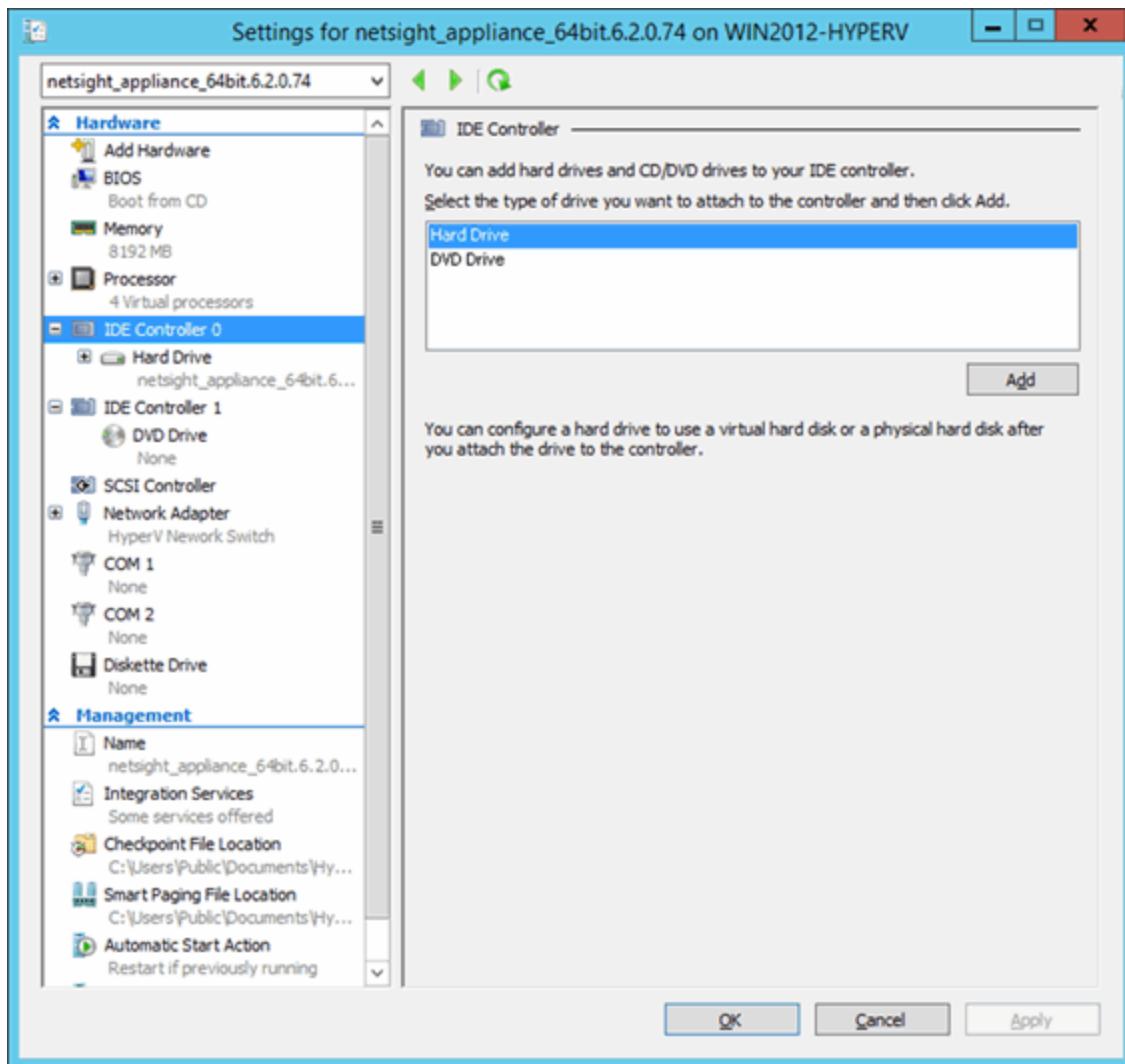 Settings for netsight_appliance_64bit.6.2.0.74 on WIN2012-HYPERV
netsight_appliance_64bit.6.2.0.74
Hardware
Add Hardware
BIOS
Boot from CD
Memory
8192 MB
Processor
4 Virtual processors
IDE Controller 0
Hard Drive
netsight_appliance_64bit.6...
IDE Controller 1
DVD Drive
None
SCSI Controller
Network Adapter
HyperV Nework Switch
COM 1
None
COM 2
None
Diskette Drive
None
Management
Name
netsight_appliance_64bit.6.2.0...
Integration Services
Some services offered
Checkpoint File Location
C:\Users\Public\Documents\Hy...
Smart Paging File Location
C:\Users\Public\Documents\Hy...
Automatic Start Action
Restart if previously running
IDE Controller
You can add hard drives and CD/DVD drives to your IDE controller.
Select the type of drive you want to attach to the controller and then click Add.
Hard Drive
DVD Drive
Add
You can configure a hard drive to use a virtual hard disk or a physical hard disk after
you attach the drive to the controller.
OK
Cancel
Apply